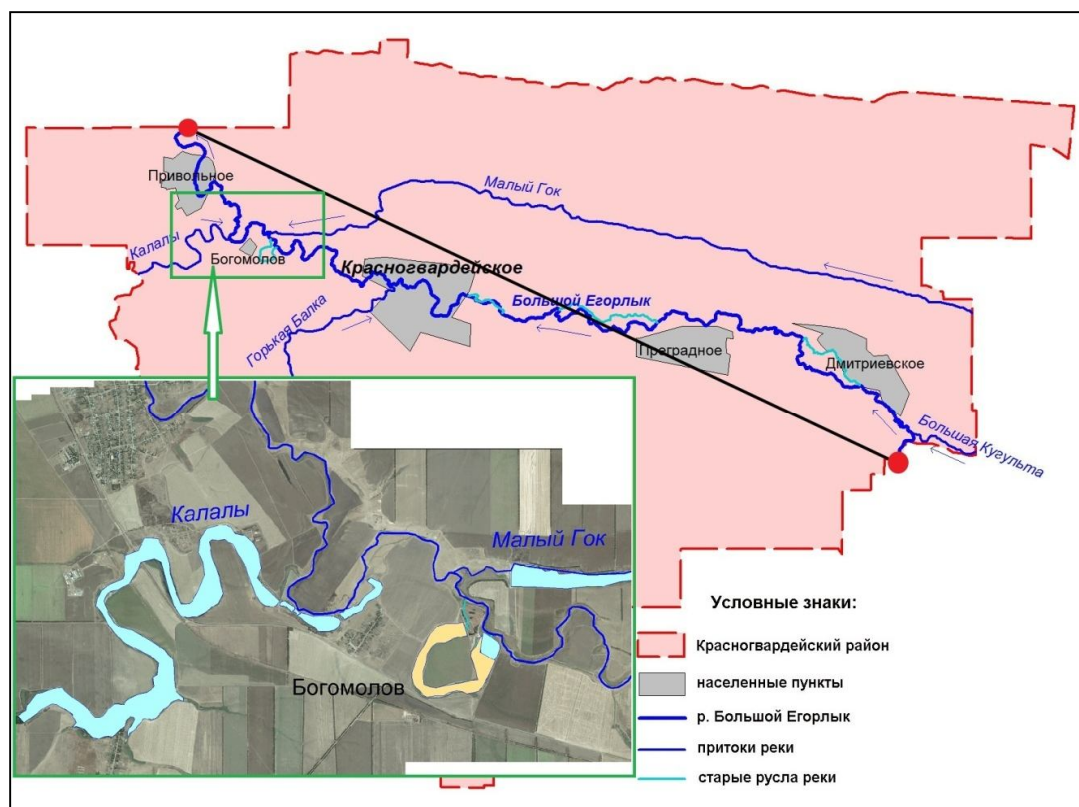 Привольное
Малый Гок
Калалы
Богомолов
Красногвардейское
Большой Егорлык
Горькая Балка
Преградное
Дмитриевское
Большая Кугульта
Калалы
Малый Гок
Богомолов
Условные знаки:
Красногвардейский район
населенные пункты
р. Большой Егорлык
притоки реки
старые русла реки